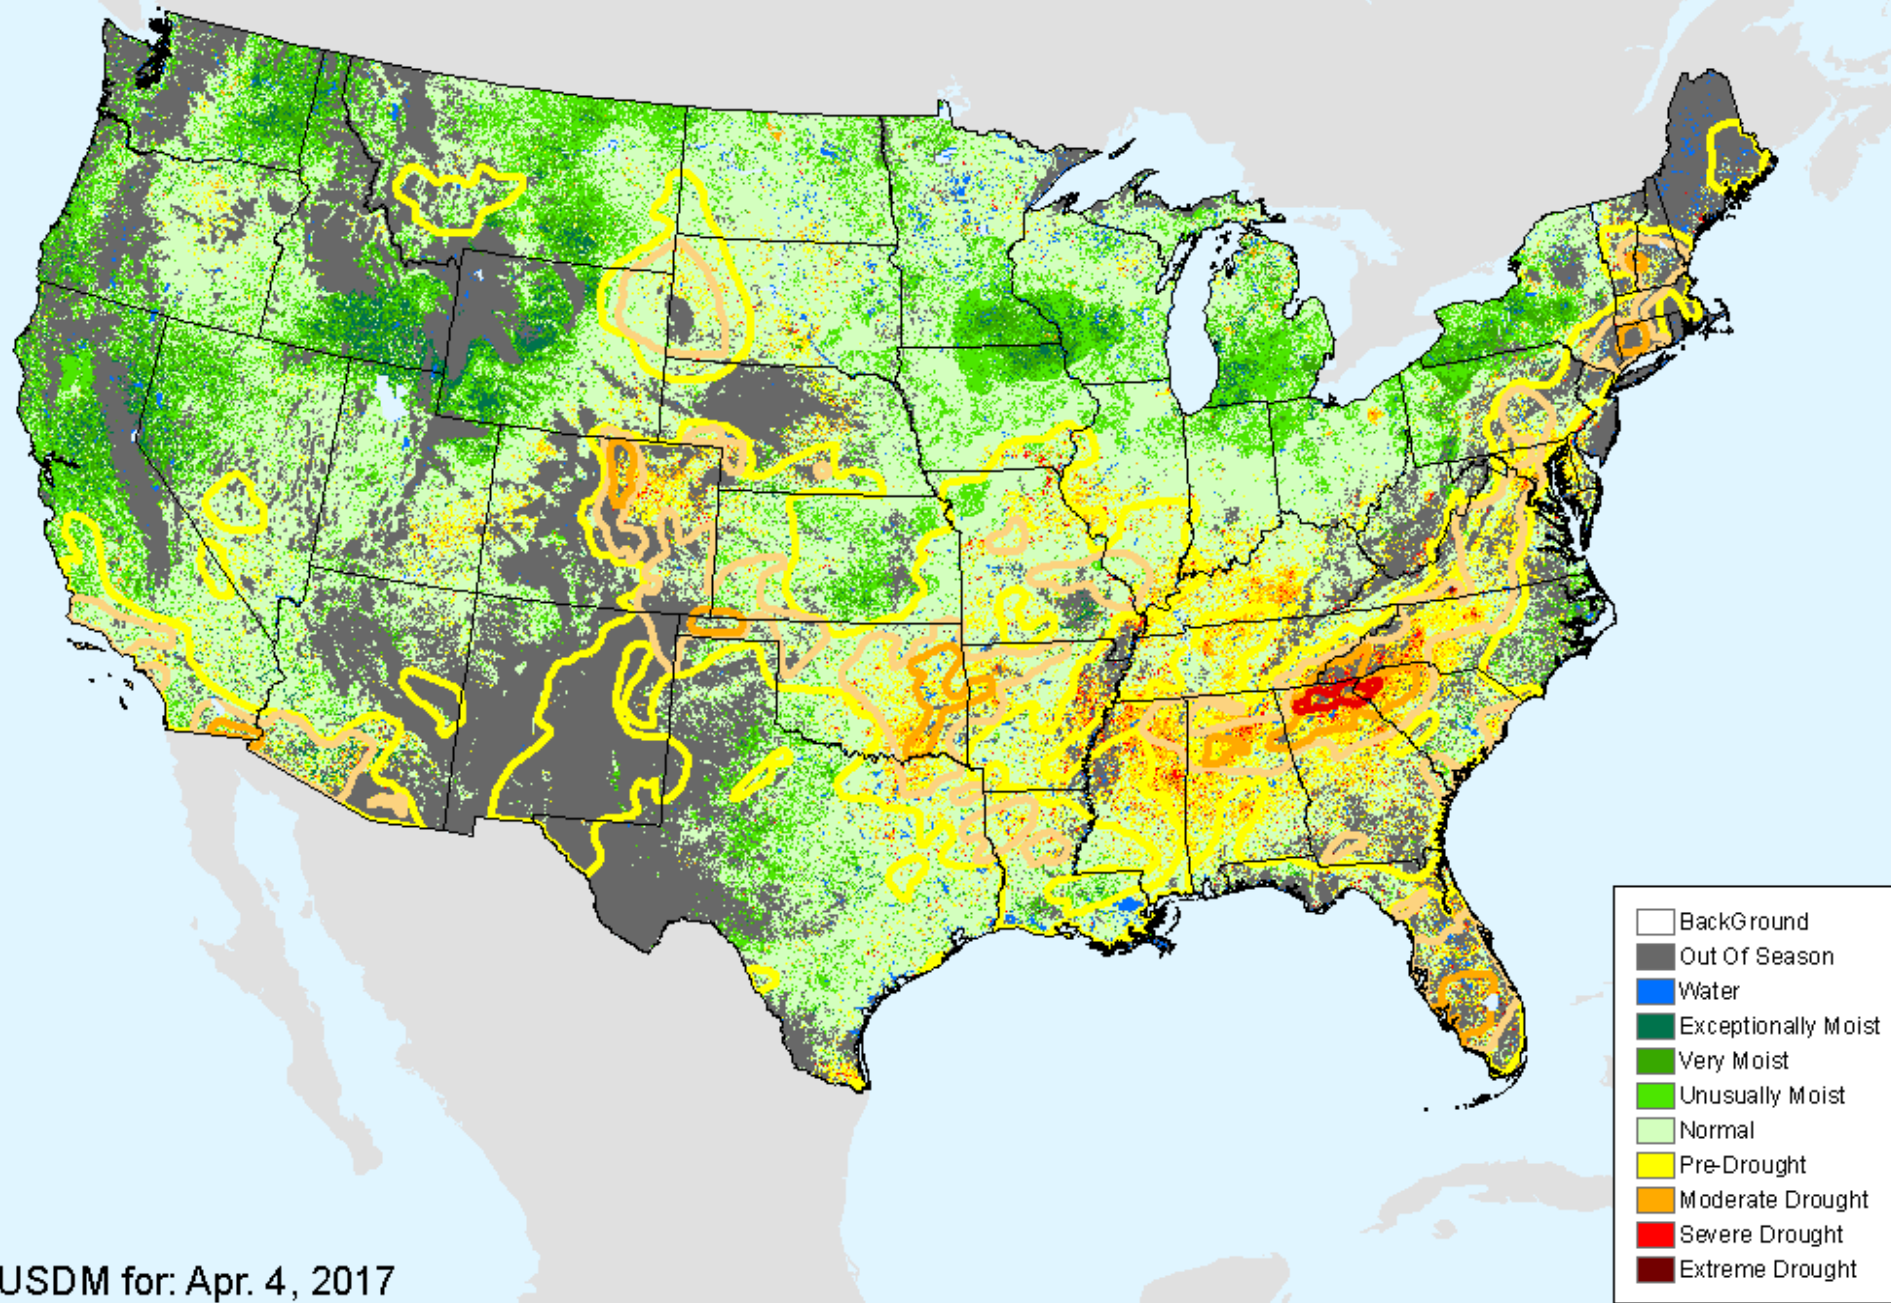 BackGround
Out Of Season
Water
Exceptionally Moist
Very Moist
Unusually Moist
Normal
Pre-Drought
Moderate Drought
Severe Drought
Extreme Drought
USDM for: Apr. 4, 2017